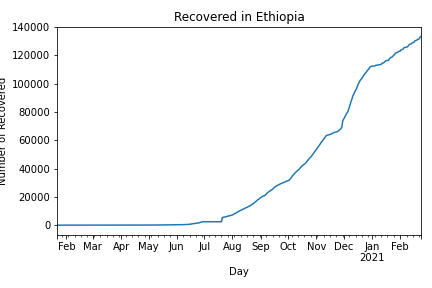 Recovered in Ethiopia
Number of Recovered
140000
120000
100000
80000
60000
40000
20000
0
Feb Mar Apr May Jun Jul Aug Sep Oct Nov Dec Jan Feb
2021
Day